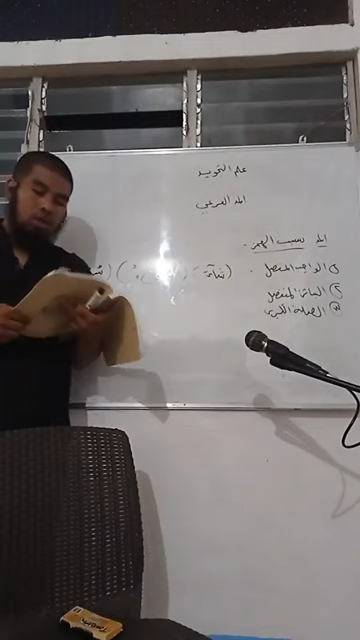 علم التجويد
المد الفرعي
المد بسبب الهمز .
① الواجب المتصل .
② الجائز المنفصل
③ الصلة الكبرى